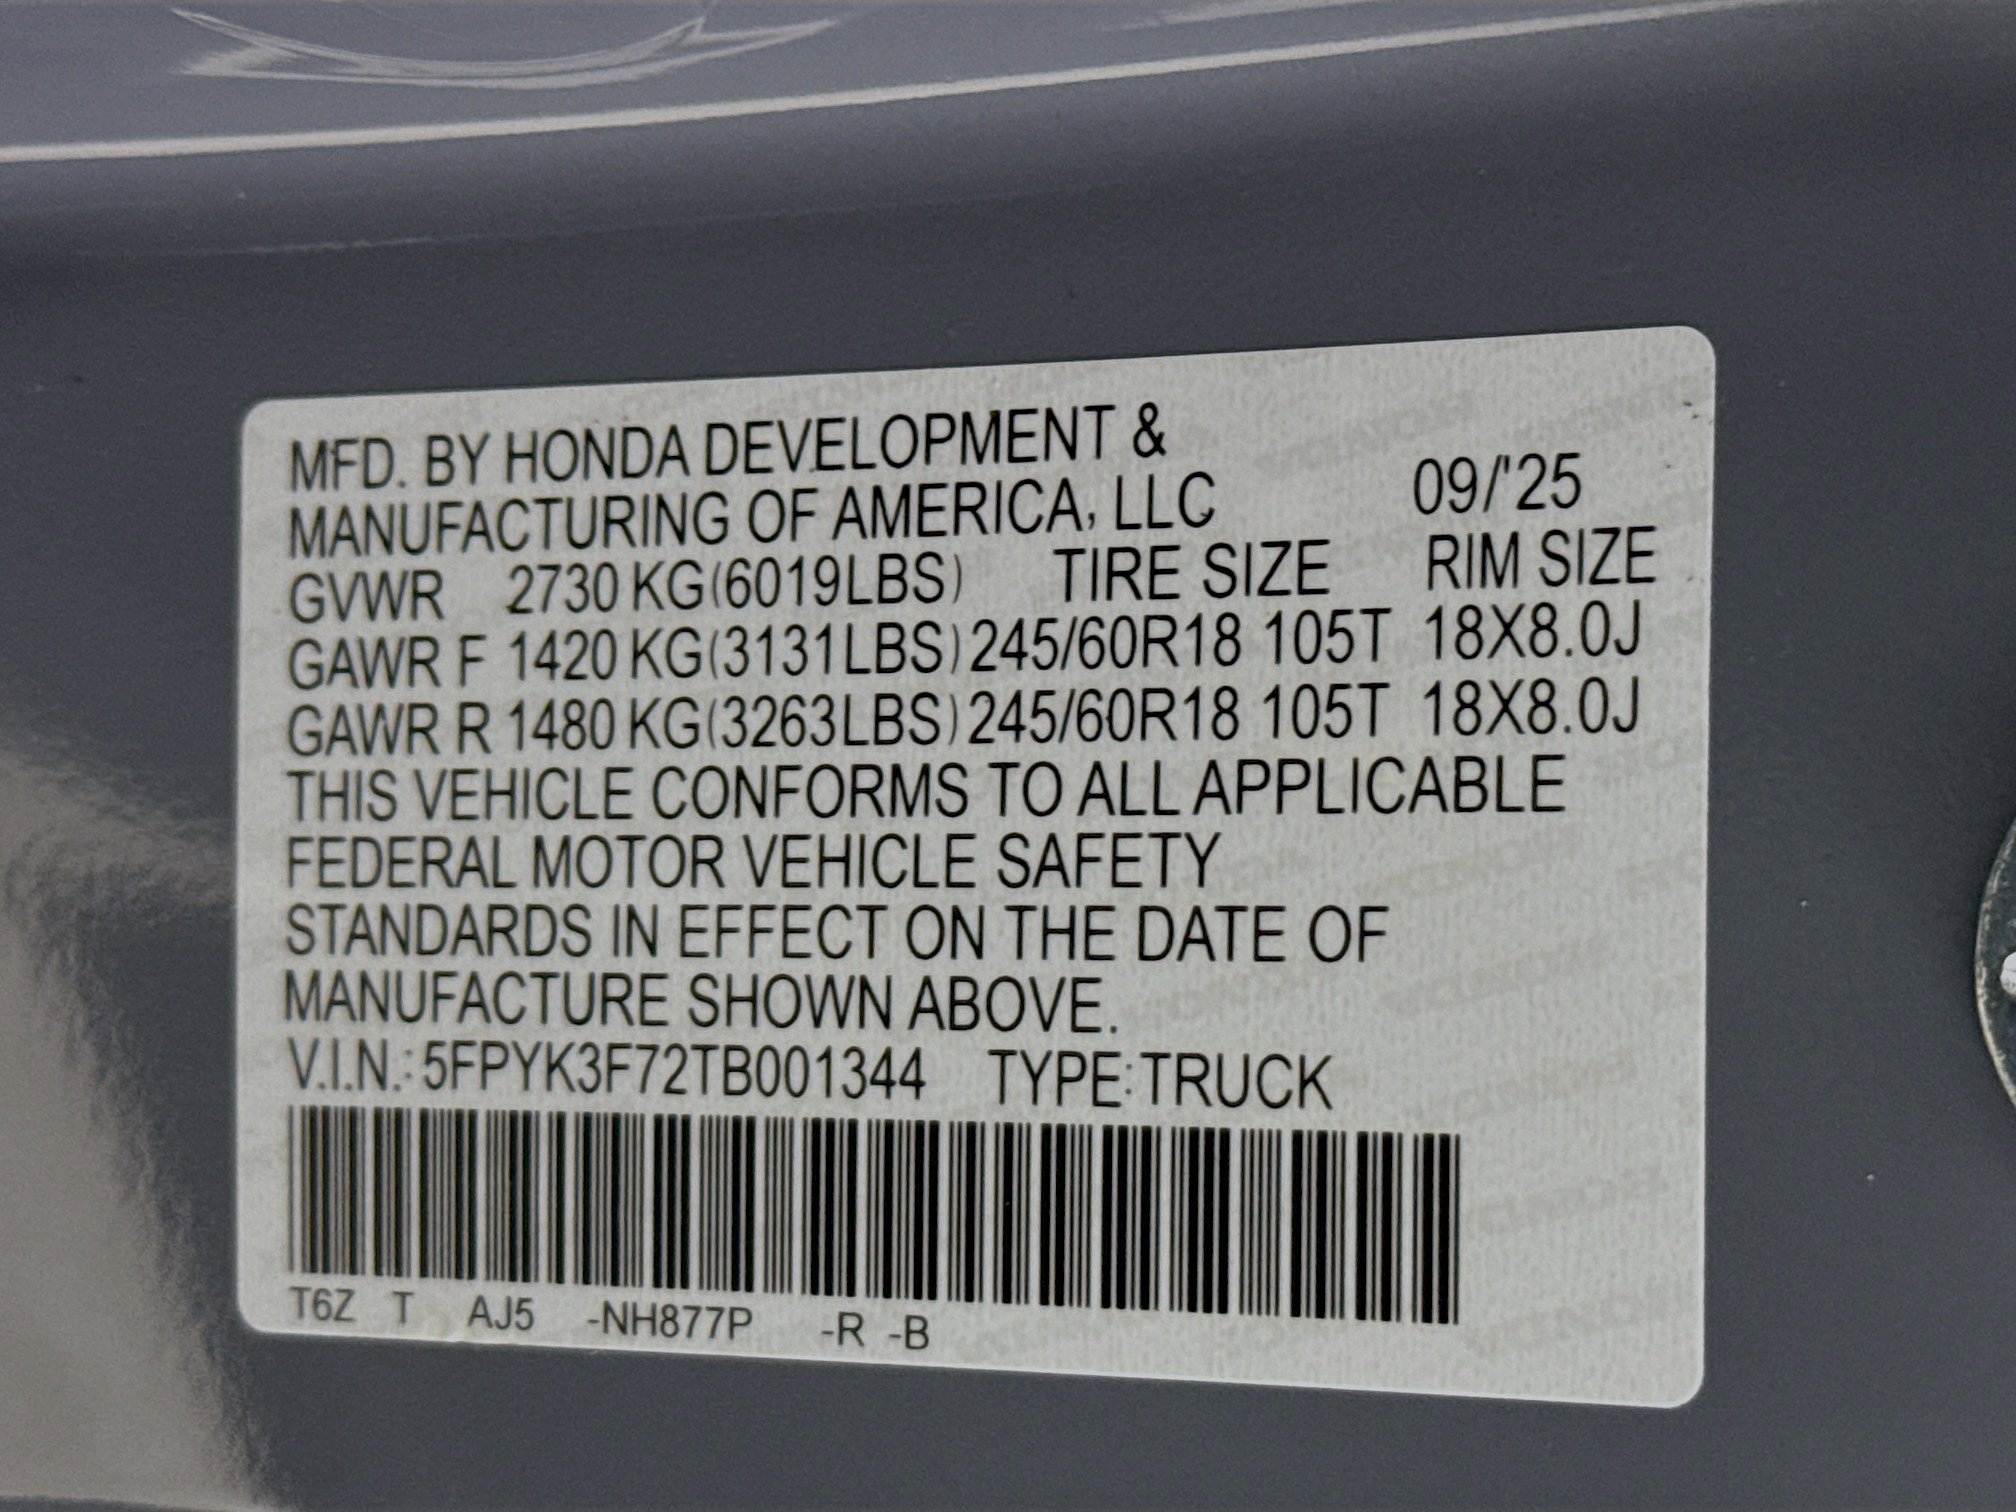 MFD. BY HONDA DEVELOPMENT &
MANUFACTURING OF AMERICA, LLC 09/'25
GVWR 2730 KG(6019LBS) TIRE SIZE RIM SIZE
GAWR F 1420 KG(3131LBS) 245/60R18 105T 18X8.0J
GAWR R 1480 KG(3263LBS) 245/60R18 105T 18X8.0J
THIS VEHICLE CONFORMS TO ALL APPLICABLE
FEDERAL MOTOR VEHICLE SAFETY
STANDARDS IN EFFECT ON THE DATE OF
MANUFACTURE SHOWN ABOVE.
V.I.N.: 5FPYK3F72TB001344 TYPE:TRUCK
T6Z T AJ5 -NH877P -R -B